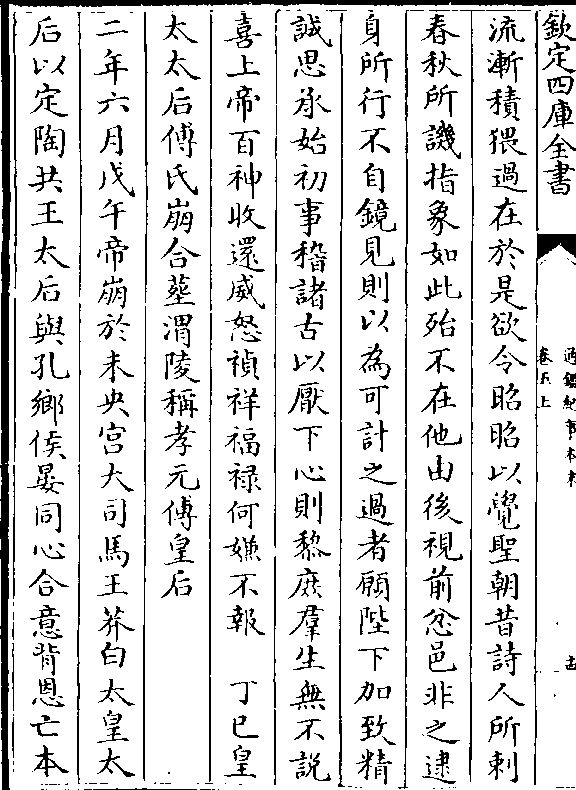 欽定四庫全書
通鑑紀事本末
卷五上
流漸積猥過在於是欲令昭昭以覺聖朝昔詩人所刺
春秋所譏指象如此殆不在他由後視前忿邑非之逮
身所行不自鏡見則以為可計之過者願陛下加致精
誠思承始初事稽諸古以厭下心則黎庶羣生無不說
喜上帝百神收還威怒禎祥福禄何嫌不報 丁巳皇
太太后傅氏崩合葬渭陵稱孝元傅皇后
二年六月戊午帝崩於未央宫大司馬王莽白太皇太
后以定陶共王太后與孔鄉侯晏同心合意背恩亡本